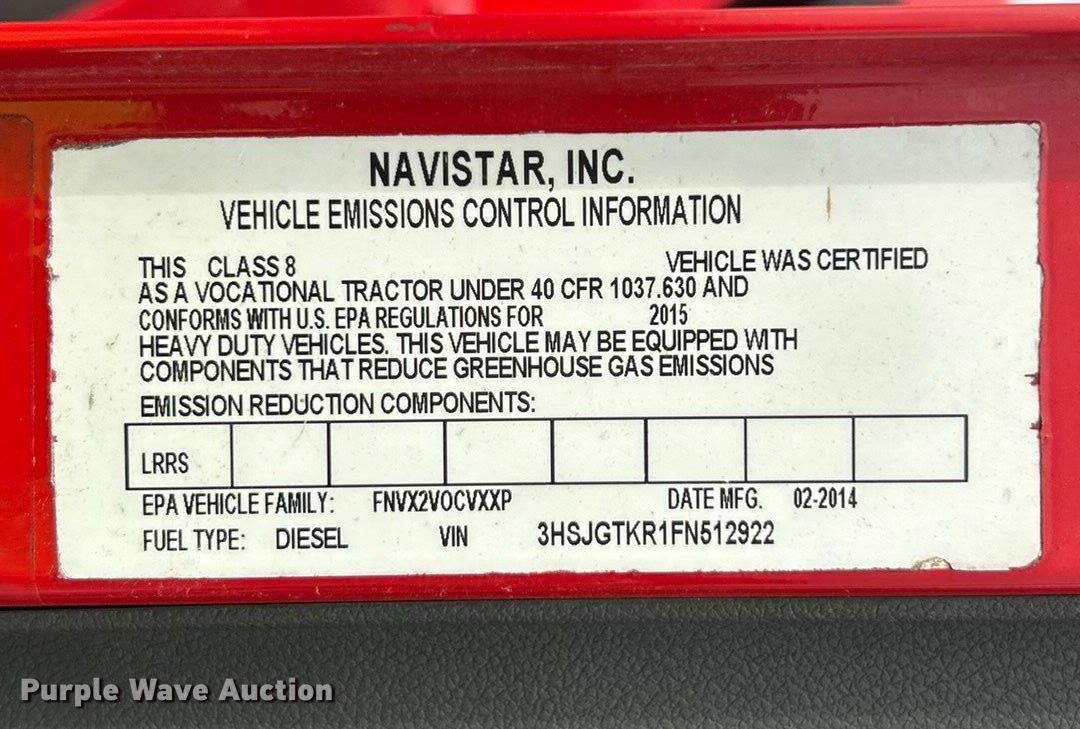 NAVISTAR, INC.
VEHICLE EMISSIONS CONTROL INFORMATION
THIS CLASS 8 VEHICLE WAS CERTIFIED
AS A VOCATIONAL TRACTOR UNDER 40 CFR 1037.630 AND
CONFORMS WITH U.S. EPA REGULATIONS FOR 2015
HEAVY DUTY VEHICLES. THIS VEHICLE MAY BE EQUIPPED WITH
COMPONENTS THAT REDUCE GREENHOUSE GAS EMISSIONS
EMISSION REDUCTION COMPONENTS:
LRRS
EPA VEHICLE FAMILY: FNVX2VOCVXXP DATE MFG. 02-2014
FUEL TYPE: DIESEL VIN 3HSJGTKR1FN512922
Purple Wave Auction